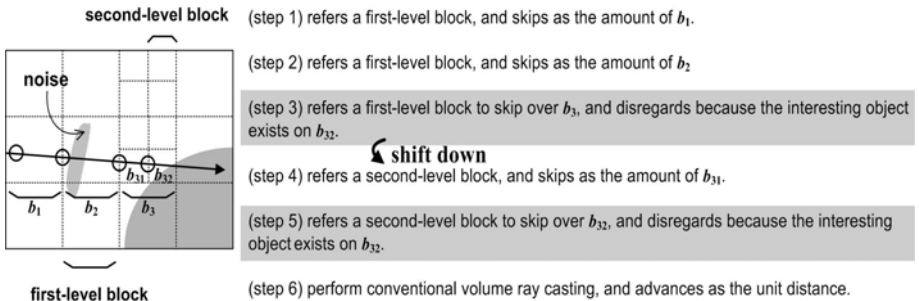 second-level block
noise
b31
b32
b1
b2
b3
first-level block
(step 1) refers a first-level block, and skips as the amount of b1.
(step 2) refers a first-level block, and skips as the amount of b2
(step 3) refers a first-level block to skip over b3, and disregards because the interesting object
exists on b32.
shift down
(step 4) refers a second-level block, and skips as the amount of b31.
(step 5) refers a second-level block to skip over b32, and disregards because the interesting
object exists on b32.
(step 6) perform conventional volume ray casting, and advances as the unit distance.